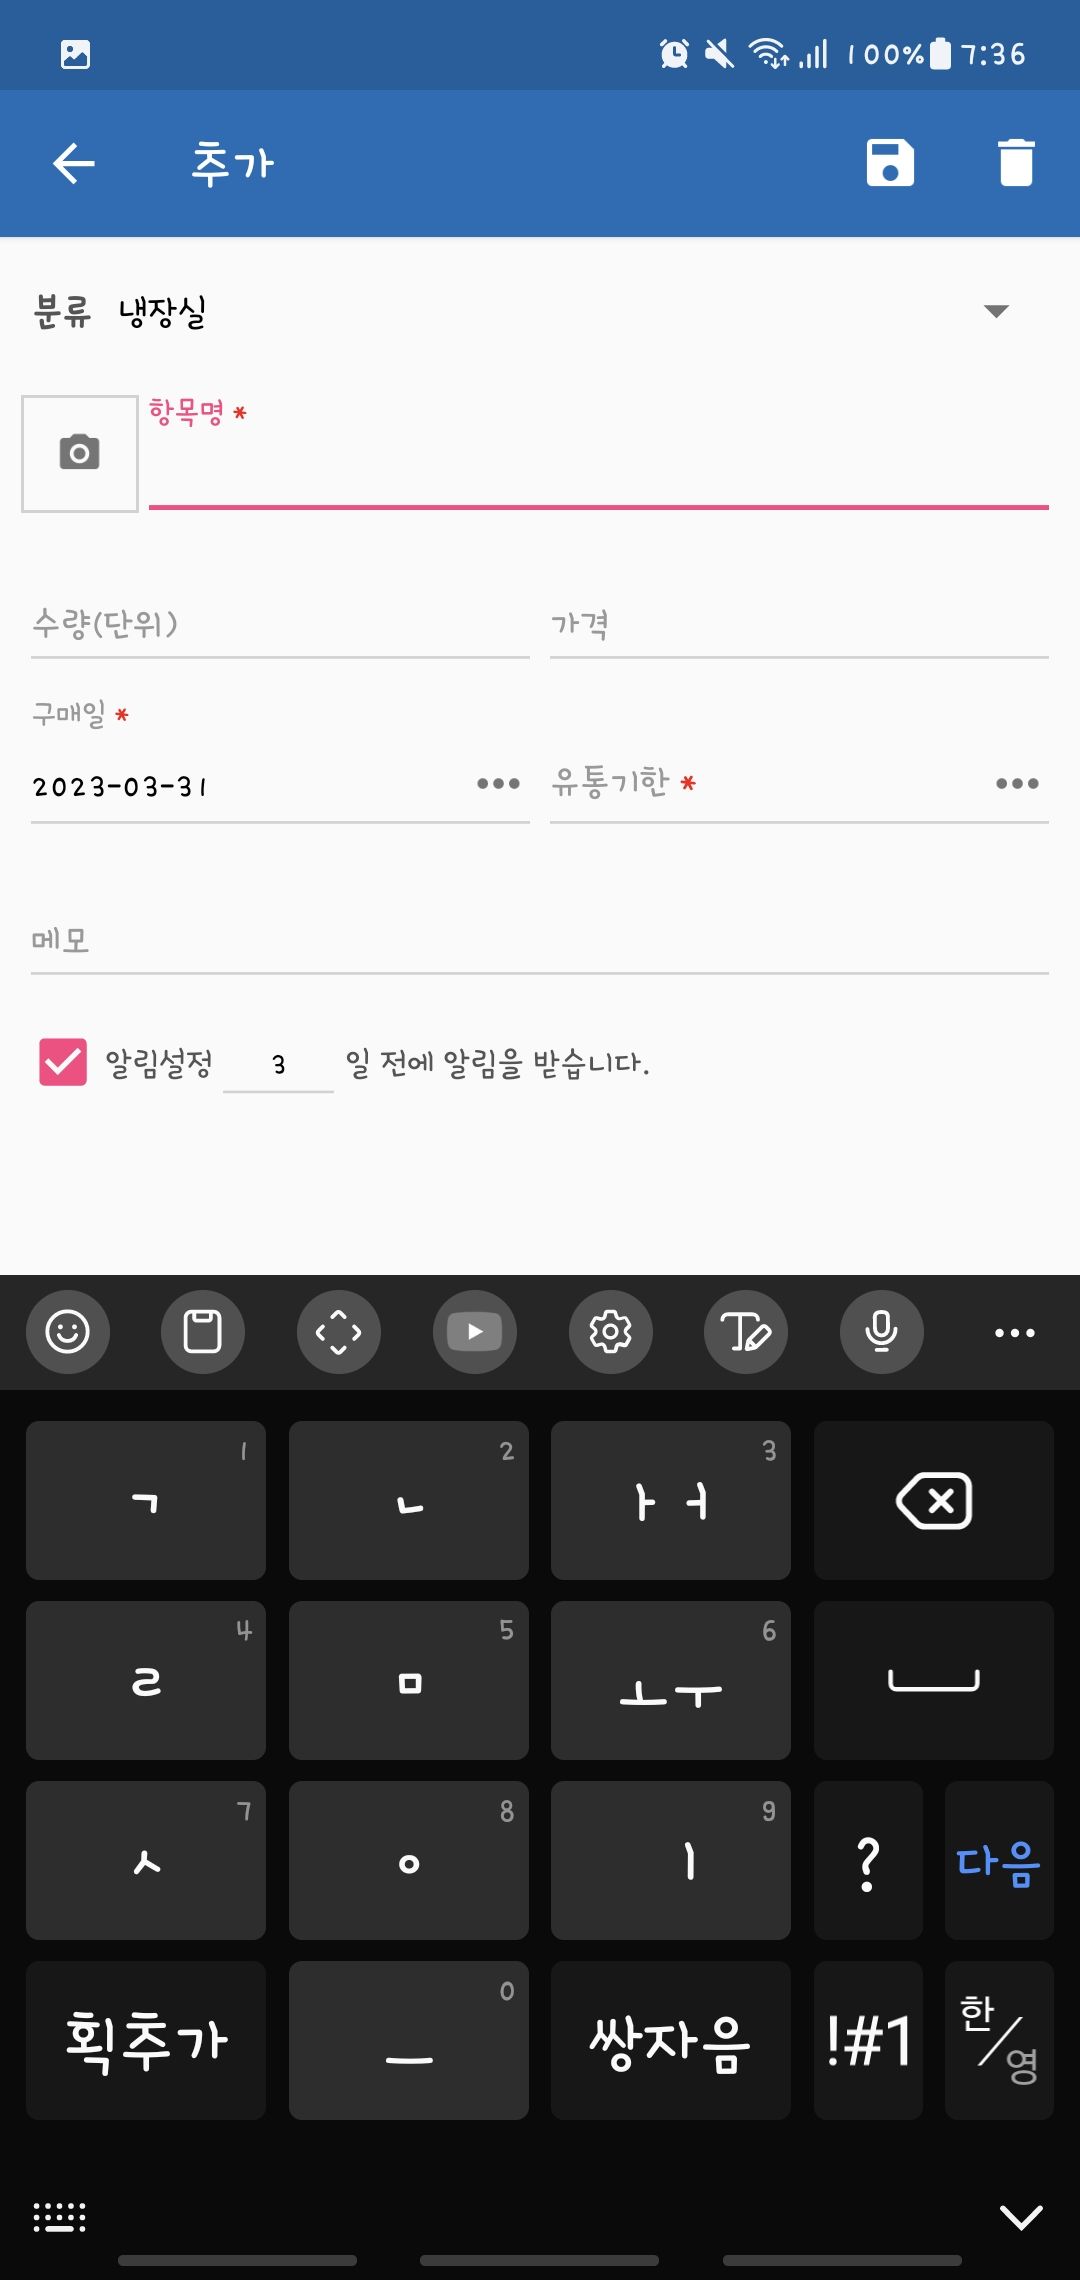 100% 7:36
추가
분류 냉장실
항목명 *
수량(단위) 가격
구매일 *
2023-03-31 유통기한 *
메모
알림설정 3 일 전에 알림을 받습니다.
ㄱ 1 ㄴ 2 ㅏㅓ 3
ㄹ 4 ㅁ 5 ㅗㅜ 6
ㅅ 7 ㅇ 8 ㅣ 9 ? 다음
획추가 ㅡ 0 쌍자음 !#1 한/영